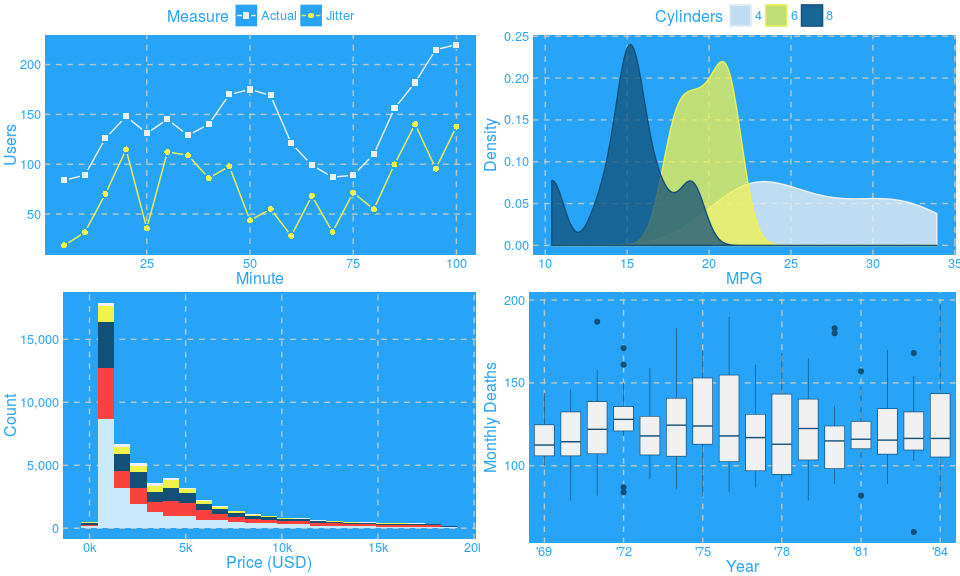 Measure Actual Jitter
Users
200
150
100
50
25 50 75 100
Minute
Cylinders 4 6 8
Density
0.25
0.20
0.15
0.10
0.05
0.00
10 15 20 25 30 35
MPG
Count
15,000
10,000
5,000
0
0k 5k 10k 15k 20k
Price (USD)
Monthly Deaths
200
150
100
'69 '72 '75 '78 '81 '84
Year